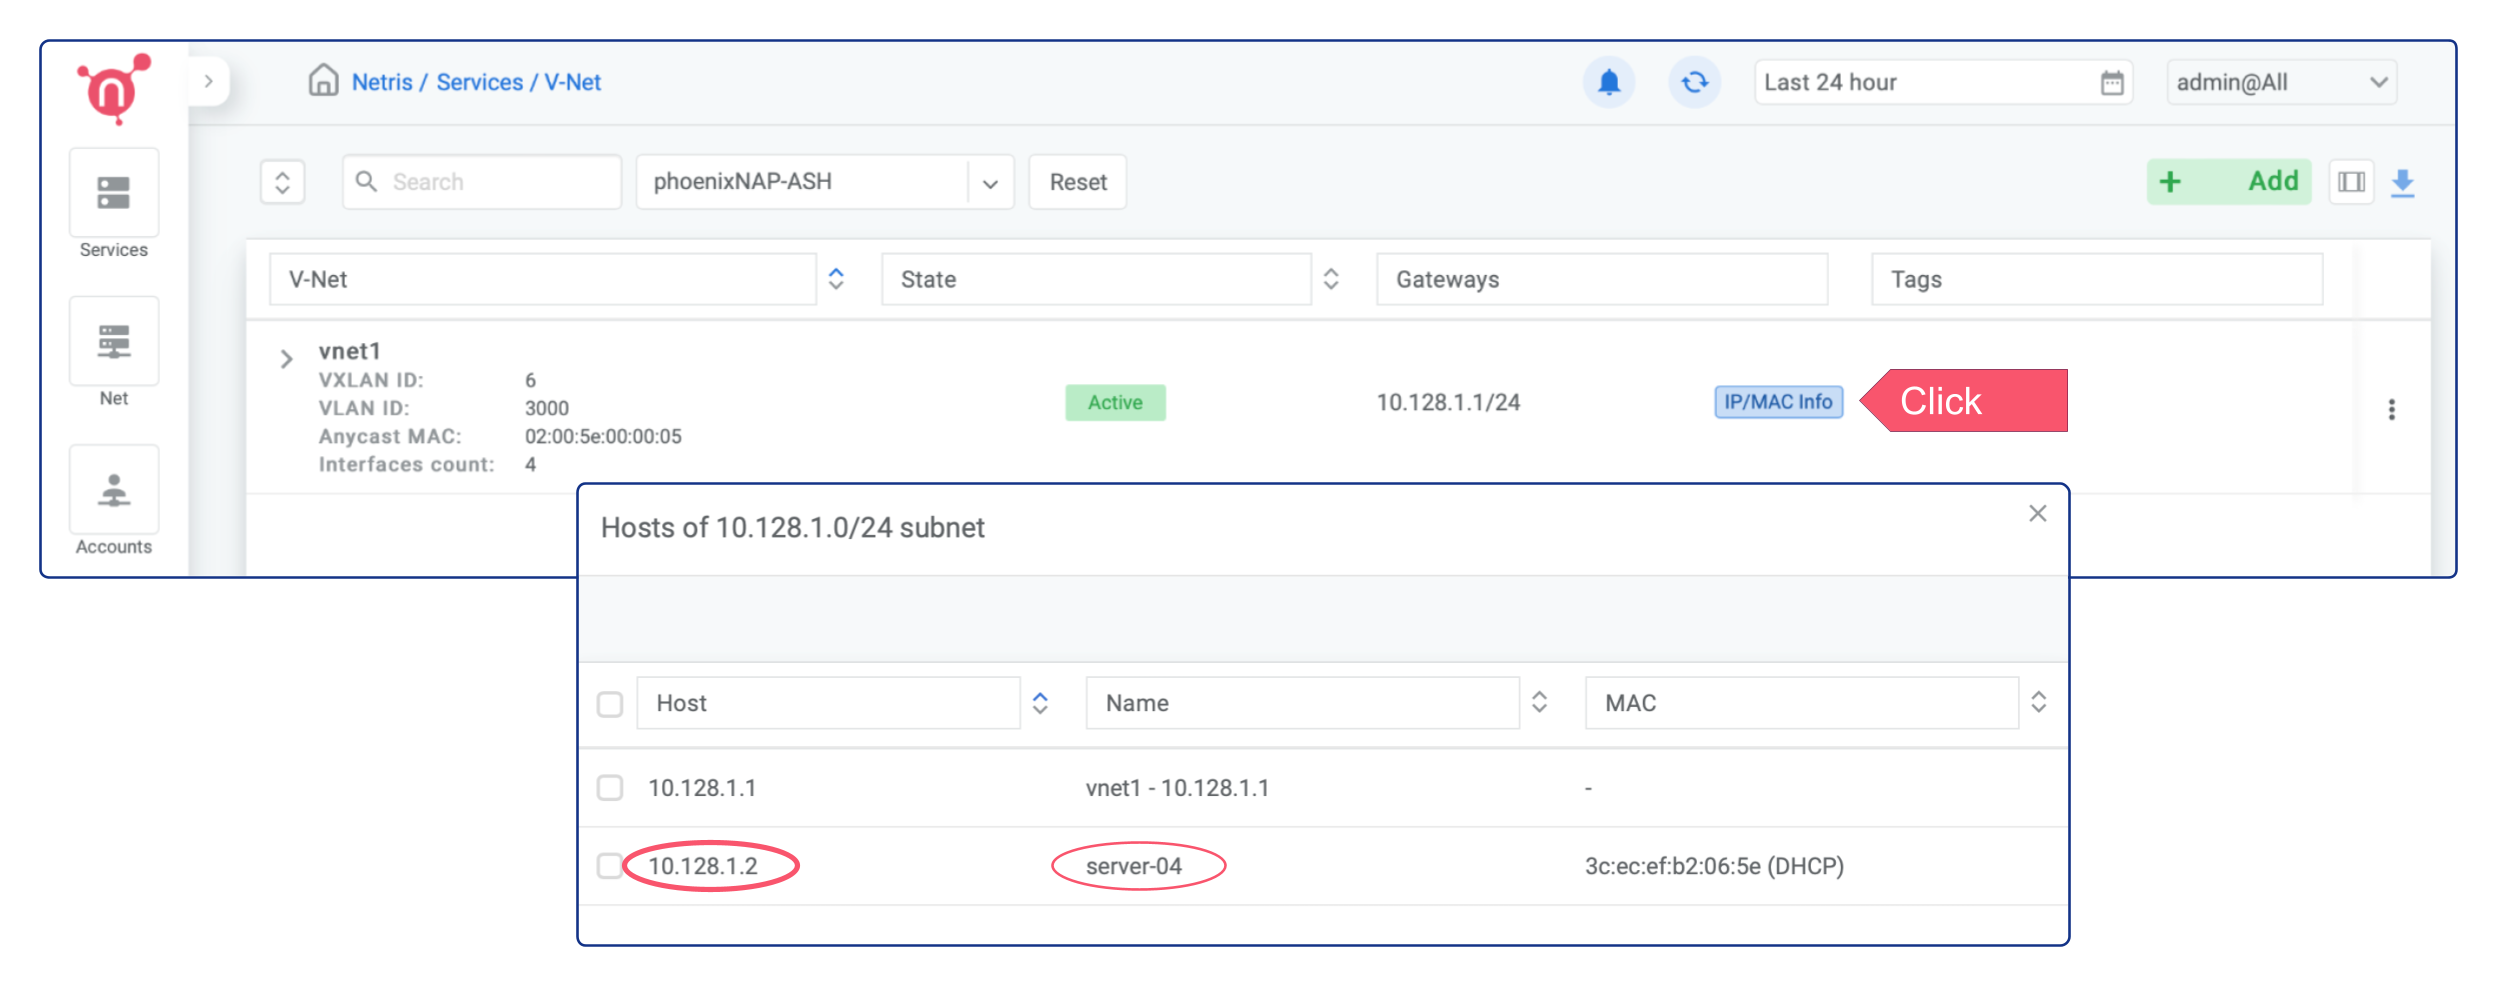 Netris / Services / V-Net
Last 24 hour
admin@All
Search
phoenixNAP-ASH
Reset
+ Add
Services
Net
Accounts
V-Net
State
Gateways
Tags
vnet1
VXLAN ID: 6
VLAN ID: 3000
Anycast MAC: 02:00:5e:00:00:05
Interfaces count: 4
Active
10.128.1.1/24
IP/MAC Info
Click
Hosts of 10.128.1.0/24 subnet
Host
Name
MAC
10.128.1.1
vnet1 - 10.128.1.1
-
10.128.1.2
server-04
3c:ec:ef:b2:06:5e (DHCP)